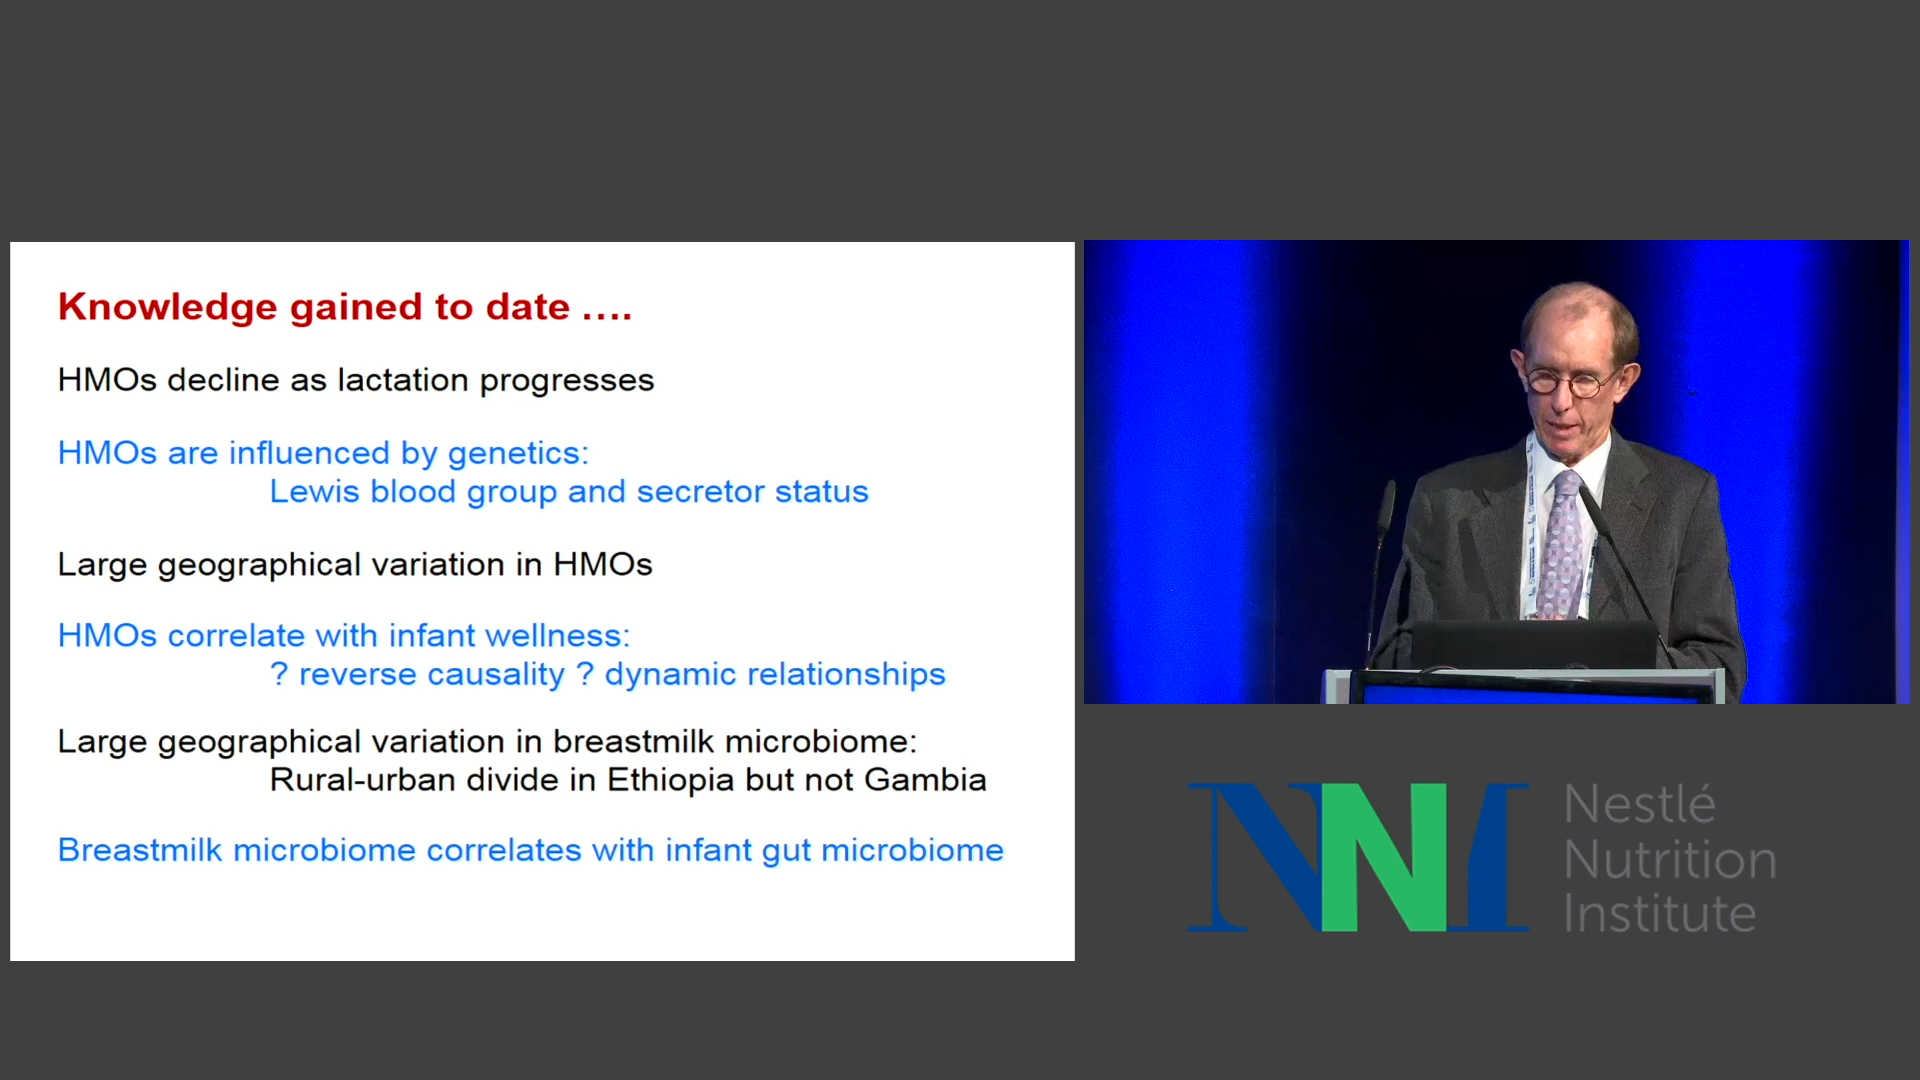 Knowledge gained to date ....
HMOs decline as lactation progresses
HMOs are influenced by genetics:
Lewis blood group and secretor status
Large geographical variation in HMOs
HMOs correlate with infant wellness:
? reverse causality ? dynamic relationships
Large geographical variation in breastmilk microbiome:
Rural-urban divide in Ethiopia but not Gambia
Breastmilk microbiome correlates with infant gut microbiome
NNI
Nestlé
Nutrition
Institute